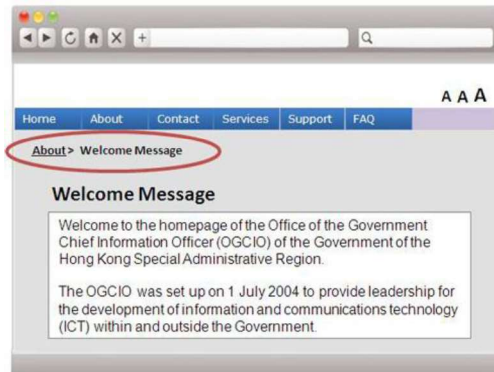 A A A
Home About Contact Services Support FAQ
About > Welcome Message
Welcome Message
Welcome to the homepage of the Office of the Government
Chief Information Officer (OGCIO) of the Government of the
Hong Kong Special Administrative Region.
The OGCIO was set up on 1 July 2004 to provide leadership for
the development of information and communications technology
(ICT) within and outside the Government.